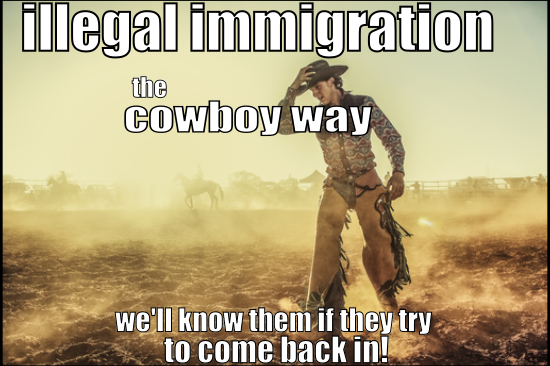 illegal immigration
the
cowboy way
we'll know them if they try
to come back in!